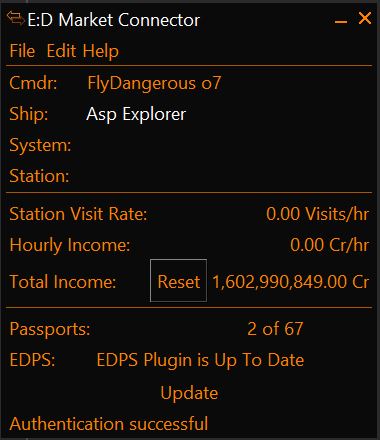 E:D Market Connector
File Edit Help
Cmdr: FlyDangerous o7
Ship: Asp Explorer
System:
Station:
Station Visit Rate: 0.00 Visits/hr
Hourly Income: 0.00 Cr/hr
Total Income: Reset 1,602,990,849.00 Cr
Passports: 2 of 67
EDPS: EDPS Plugin is Up To Date
Update
Authentication successful